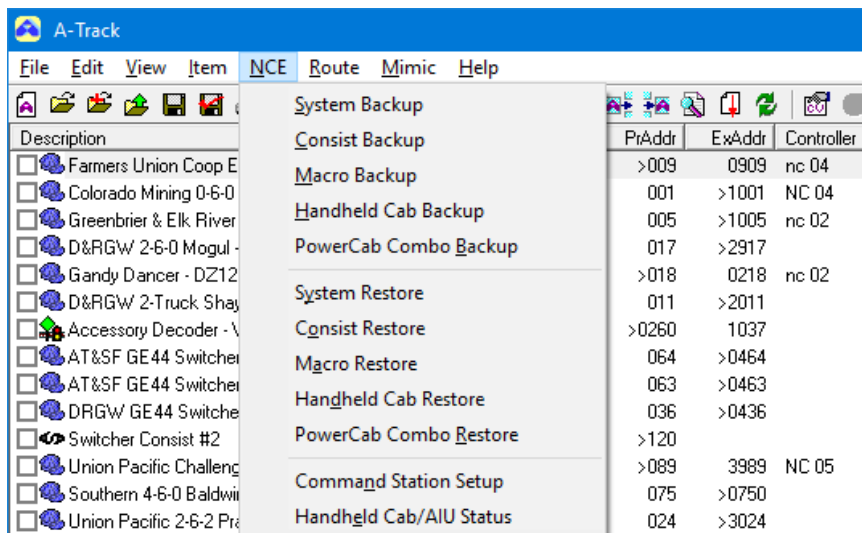 A-Track
File Edit View Item NCE Route Mimic Help
System Backup
Consist Backup
Macro Backup
Handheld Cab Backup
PowerCab Combo Backup
System Restore
Consist Restore
Macro Restore
Handheld Cab Restore
PowerCab Combo Restore
Command Station Setup
Handheld Cab/AIU Status
Description PrAddr ExAddr Controller
Farmers Union Coop E >009 0909 nc 04
Colorado Mining 0-6-0 001 >1001 NC 04
Greenbrier & Elk River 005 >1005 nc 02
D&RGW 2-6-0 Mogul - 017 >2917
Gandy Dancer - DZ12 >018 0218 nc 02
D&RGW 2-Truck Shay 011 >2011
Accessory Decoder - >0260 1037
AT&SF GE44 Switcher 064 >0464
AT&SF GE44 Switcher 063 >0463
DRGW GE44 Switche 036 >0436
Switcher Consist #2 >120
Union Pacific Challeng >089 3989 NC 05
Southern 4-6-0 Baldwi 075 >0750
Union Pacific 2-6-2 Pra 024 >3024